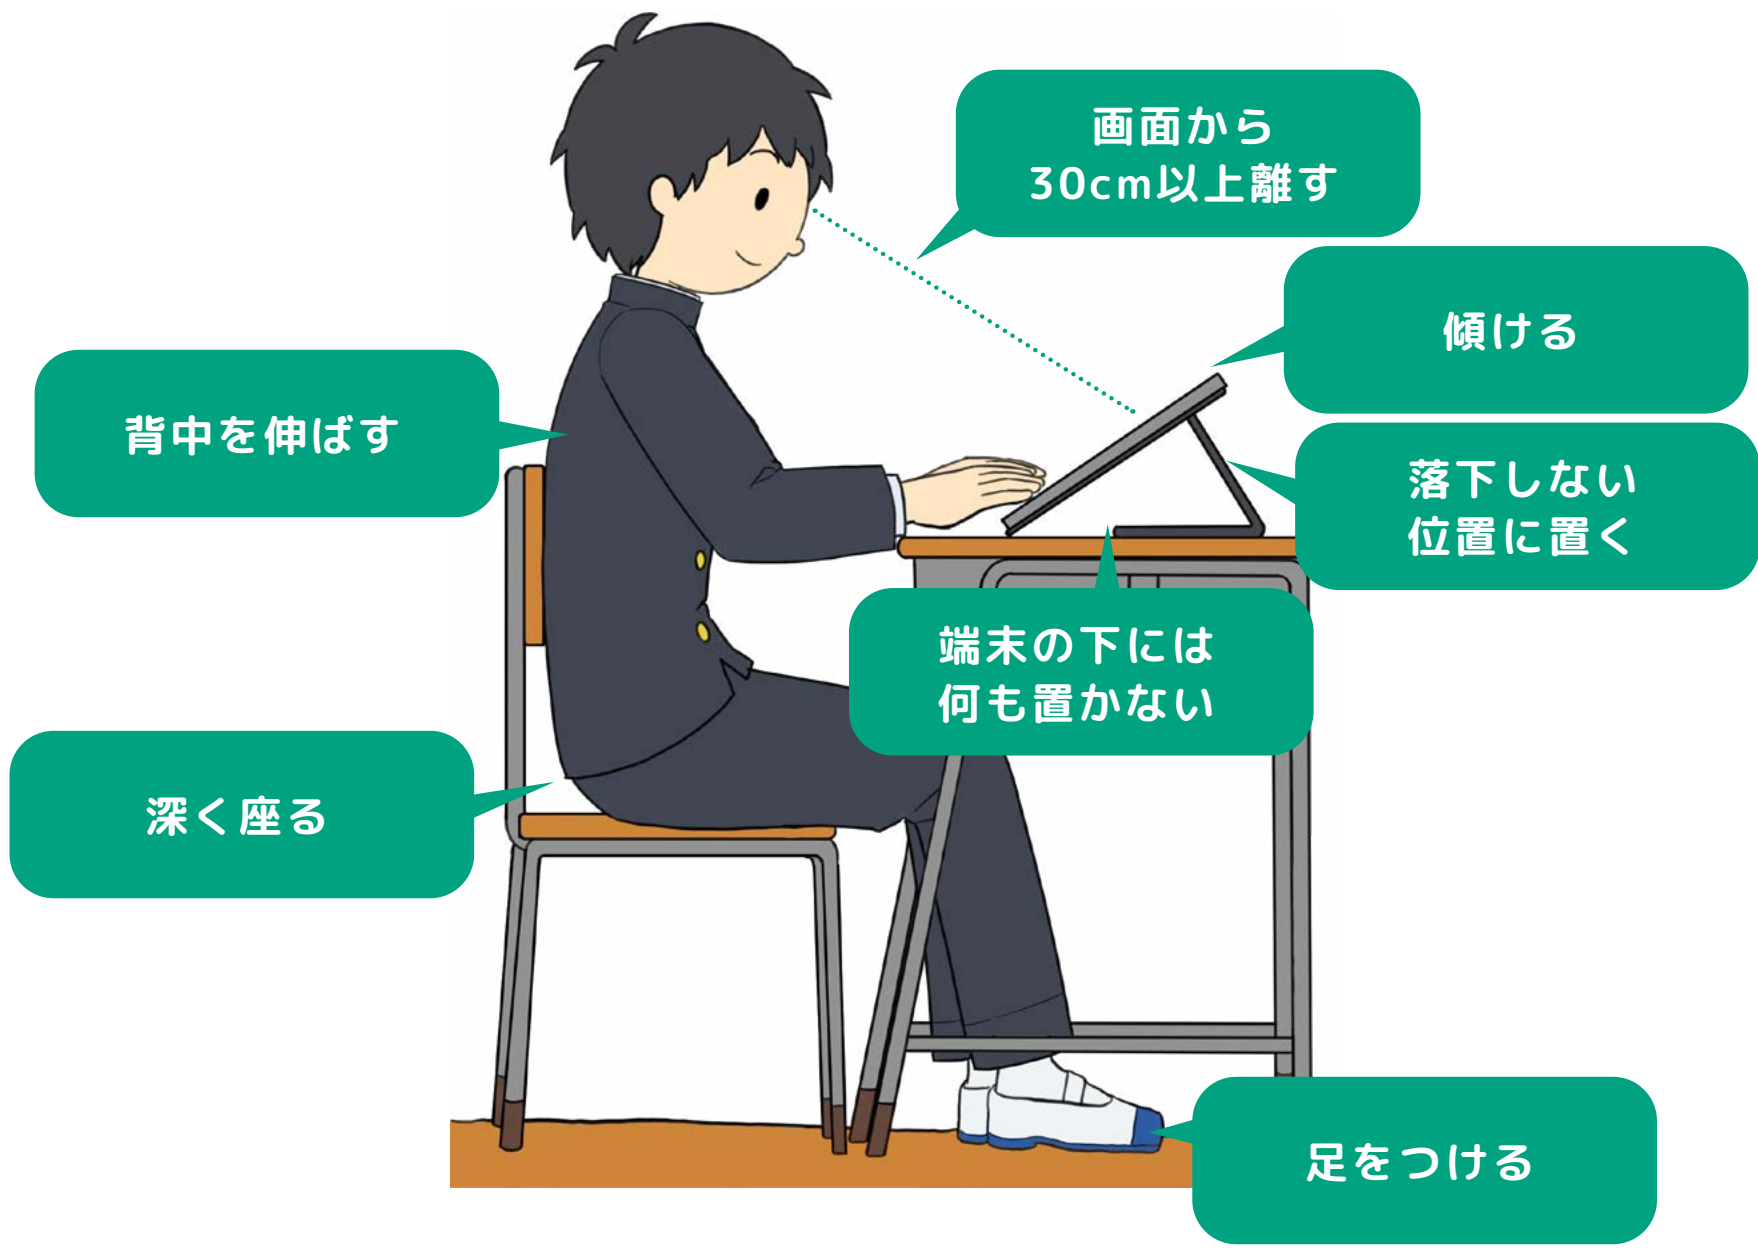 画面から
30cm以上離す
傾ける
背中を伸ばす
落下しない
位置に置く
端末の下には
何も置かない
深く座る
足をつける